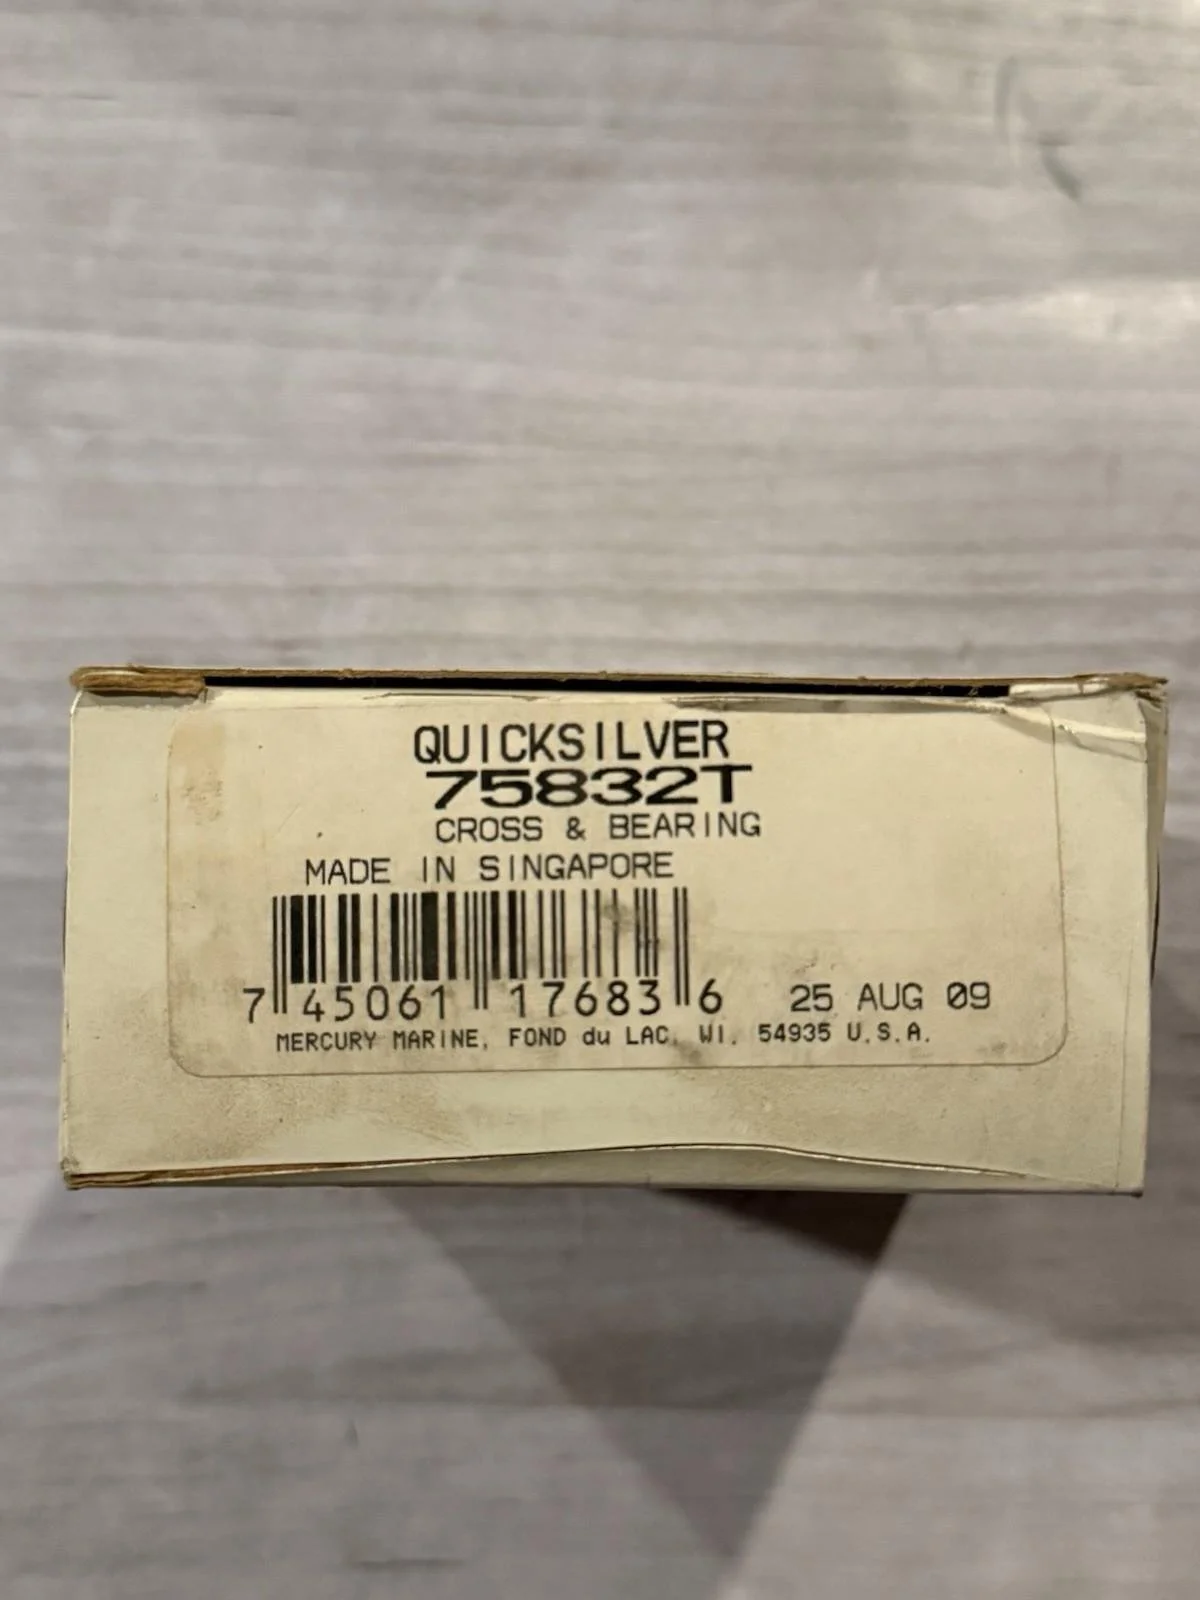 QUICKSILVER
75832T
CROSS & BEARING
MADE IN SINGAPORE
7 45061 17683 6 25 AUG 09
MERCURY MARINE, FOND du LAC, WI. 54935 U.S.A.